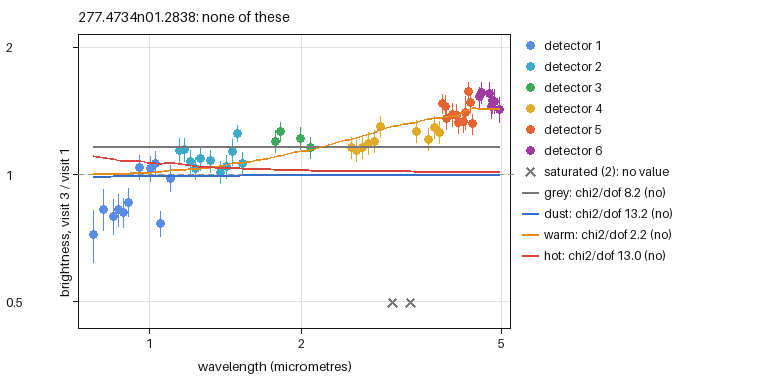 277.4734n01.2838: none of these
2
1
0.5
brightness, visit 3 / visit 1
1
2
5
wavelength (micrometres)
detector 1
detector 2
detector 3
detector 4
detector 5
detector 6
saturated (2): no value
grey: chi2/dof 8.2 (no)
dust: chi2/dof 13.2 (no)
warm: chi2/dof 2.2 (no)
hot: chi2/dof 13.0 (no)